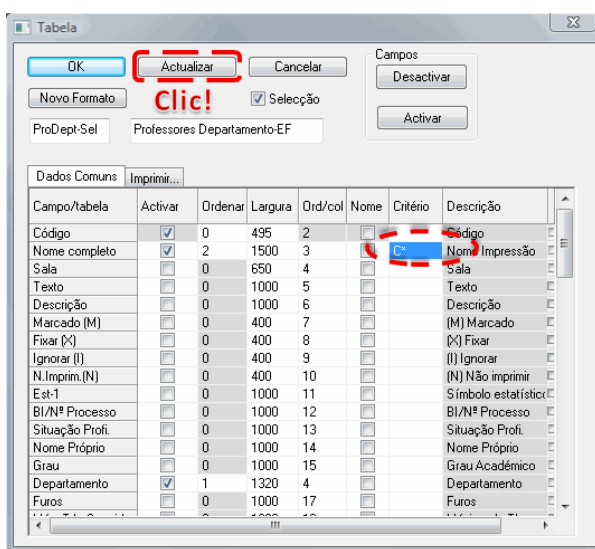 Tabela
OK Actualizar Cancelar Campos
Desactivar
Novo Formato Clic! Selecção
Activar
ProDept-Sel Professores Departamento-EF
Dados Comuns Imprimir...
Campo/tabela Activar Ordenar Largura Ord/col Nome Critério Descrição
Código 0 495 2 Código
Nome completo 2 1500 3 C* Nome Impressão
Sala 0 650 4 Sala
Texto 0 1000 5 Texto
Descrição 0 1000 6 Descrição
Marcado (M) 0 400 7 (M) Marcado
Fixar (X) 0 400 8 (X) Fixar
Ignorar (I) 0 400 9 (I) Ignorar
N.Imprim.(N) 0 400 10 (N) Não imprimir
Est-1 0 1000 11 Símbolo estatístico
BI/Nª Processo 0 1000 12 BI/Nª Processo
Situação Profi. 0 1000 13 Situação Profi.
Nome Próprio 0 1000 14 Nome Próprio
Grau 0 1000 15 Grau Académico
Departamento 1 1320 4 Departamento
Furos 0 1000 17 Furos